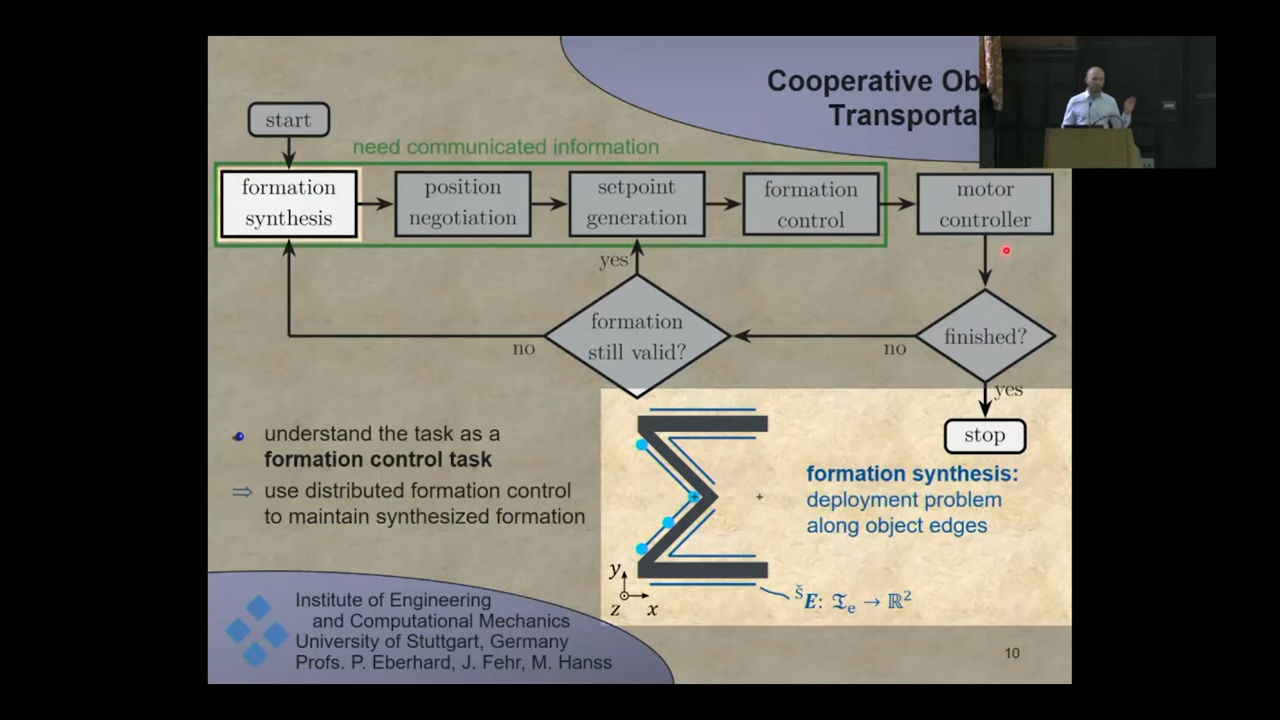 Cooperative Ob
Transporta
start
need communicated information
formation
synthesis
position
negotiation
setpoint
generation
formation
control
motor
controller
yes
formation
still valid?
no
finished?
no
yes
stop
understand the task as a
formation control task
⇒ use distributed formation control
to maintain synthesized formation
formation synthesis:
deployment problem
along object edges
y
z x
ˢ̌E: 𝔗ₑ → ℝ²
Institute of Engineering
and Computational Mechanics
University of Stuttgart, Germany
Profs. P. Eberhard, J. Fehr, M. Hanss
10